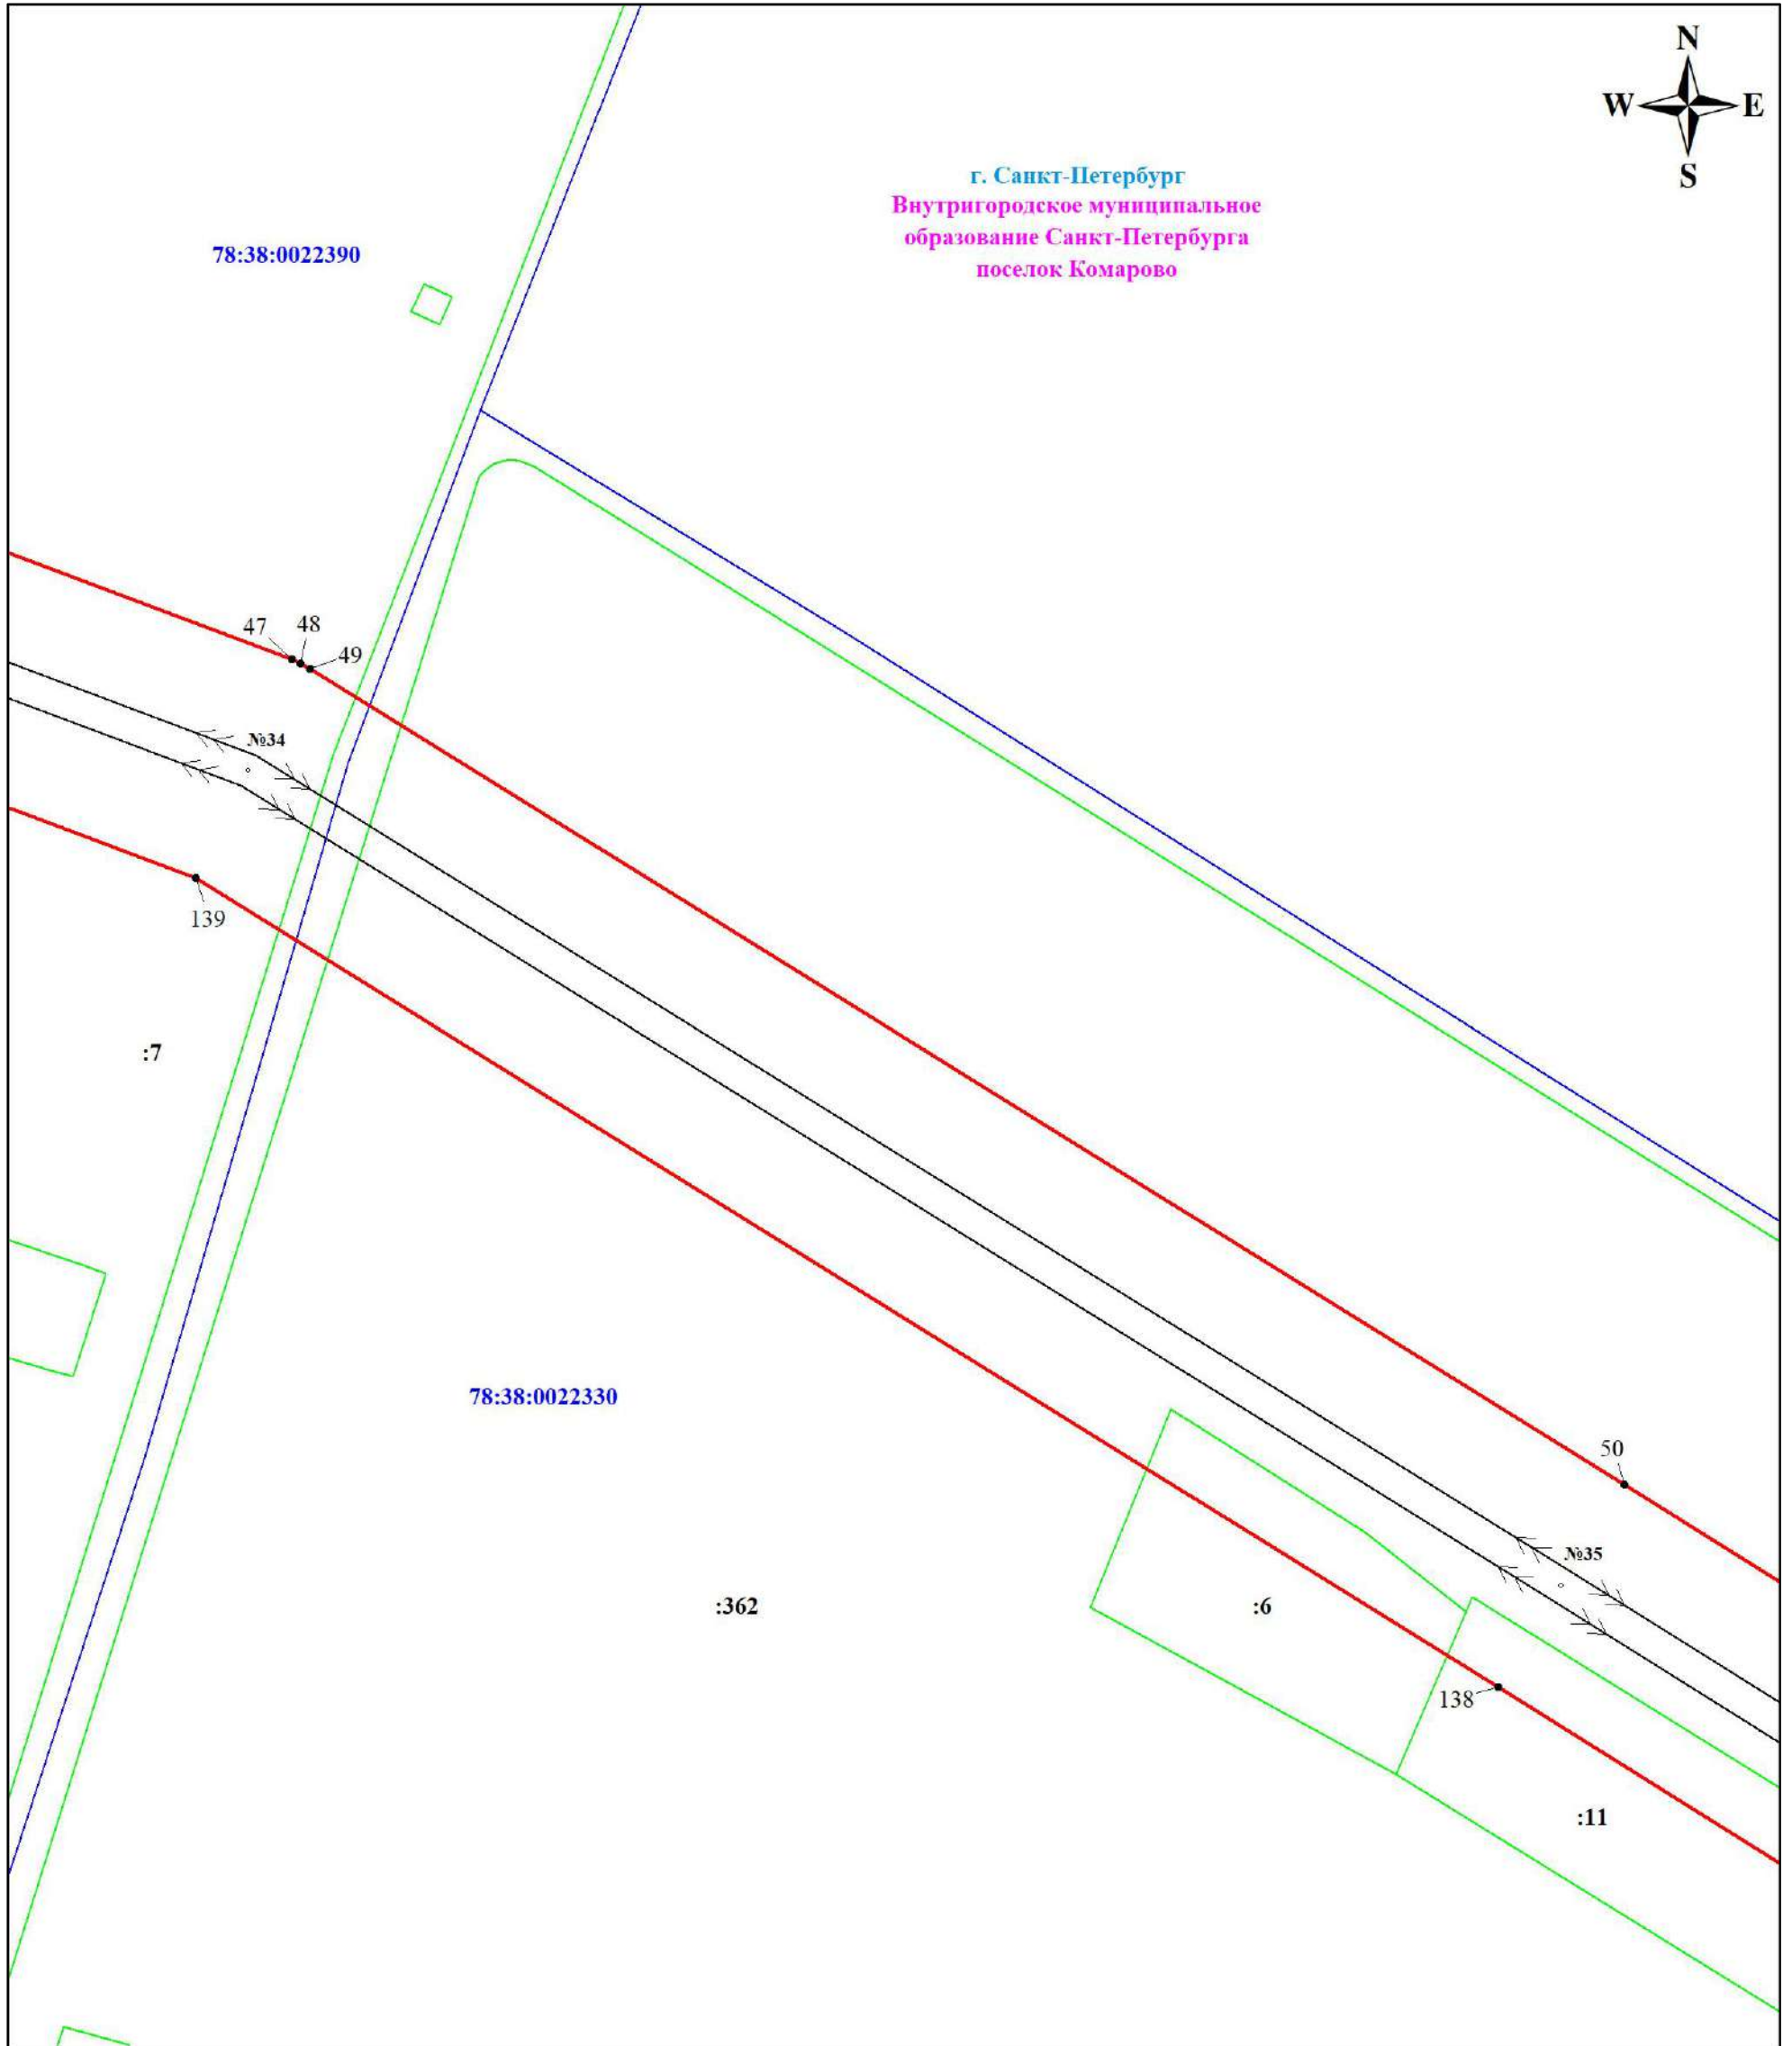 N
W
E
S
г. Санкт-Петербург
Внутригородское муниципальное
образование Санкт-Петербурга
поселок Комарово
78:38:0022390
47
48
49
№34
139
:7
78:38:0022330
50
№35
:362
:6
138
:11